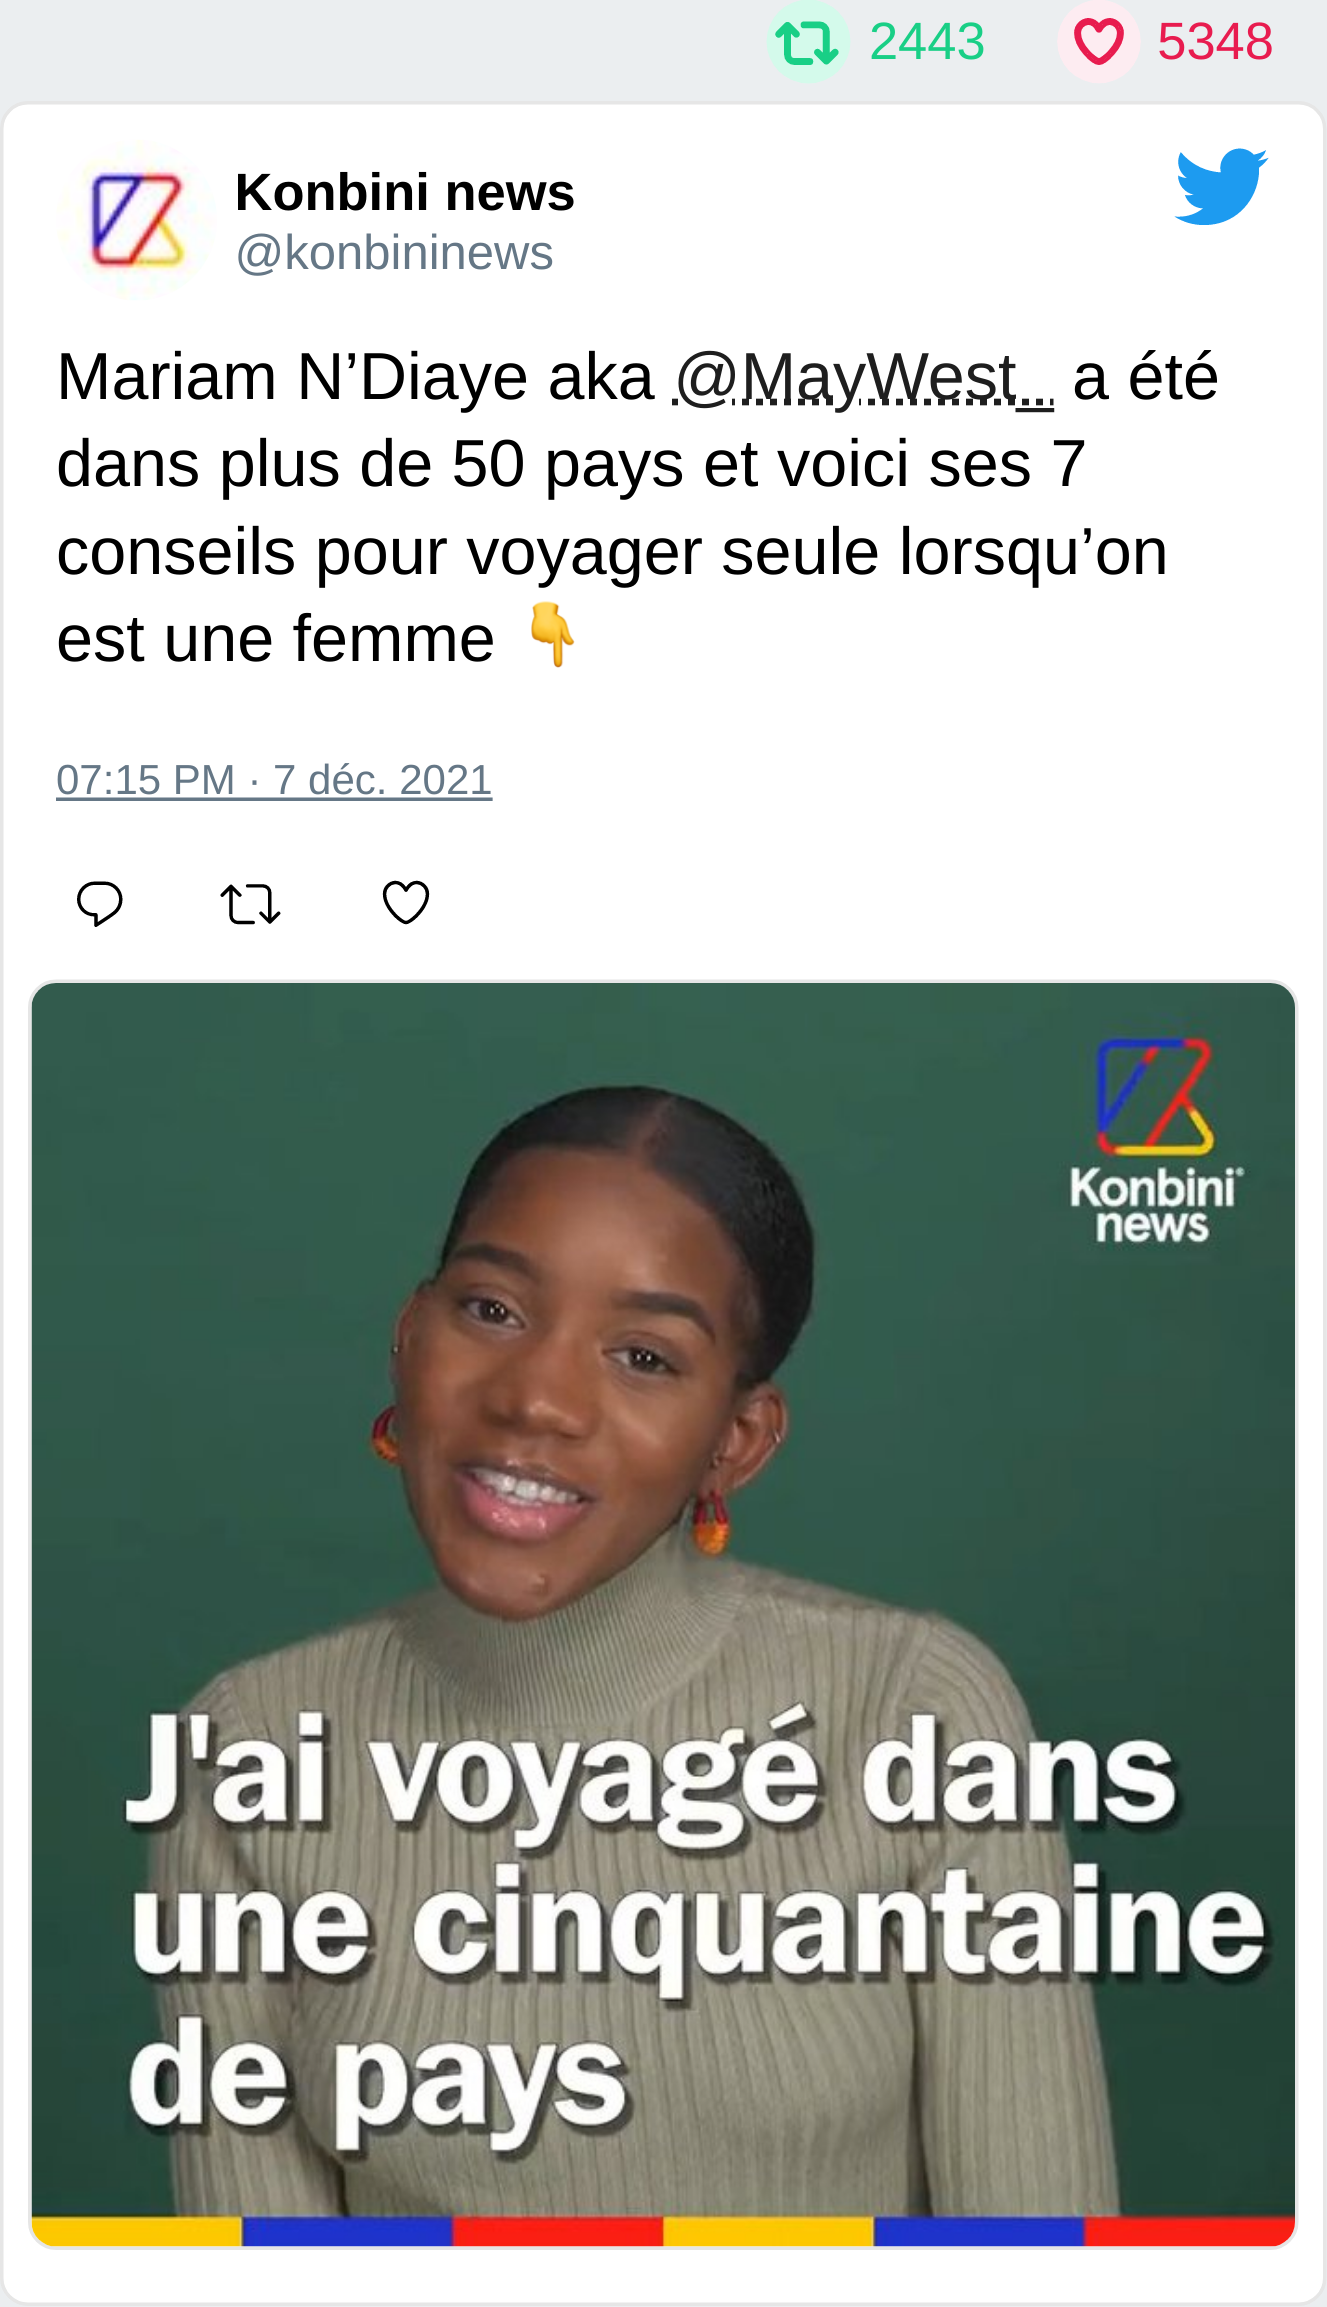 2443 5348
Konbini news
@konbininews
Mariam N’Diaye aka @MayWest_ a été
dans plus de 50 pays et voici ses 7
conseils pour voyager seule lorsqu’on
est une femme 👇
07:15 PM · 7 déc. 2021
Konbini
news
J'ai voyagé dans
une cinquantaine
de pays